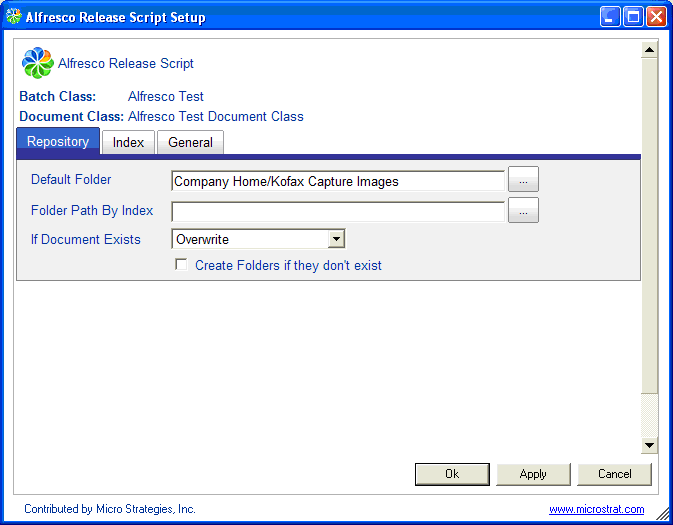 Alfresco Release Script Setup
Alfresco Release Script
Batch Class: Alfresco Test
Document Class: Alfresco Test Document Class
Repository Index General
Default Folder Company Home/Kofax Capture Images ...
Folder Path By Index ...
If Document Exists Overwrite
Create Folders if they don't exist
Ok Apply Cancel
Contributed by Micro Strategies, Inc. www.microstrat.com